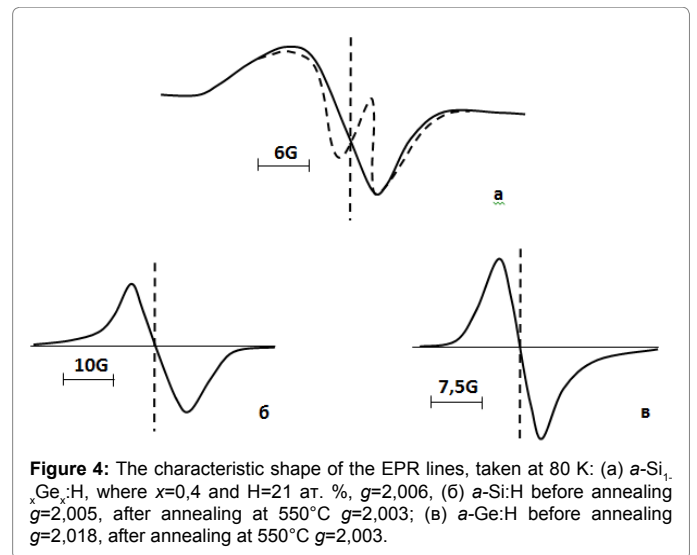 6G
а
10G
б
7,5G
в
Figure 4: The characteristic shape of the EPR lines, taken at 80 K: (a) a-Si1-
xGex:H, where x=0,4 and H=21 ат. %, g=2,006, (б) a-Si:H before annealing
g=2,005, after annealing at 550°C g=2,003; (в) a-Ge:H before annealing
g=2,018, after annealing at 550°C g=2,003.